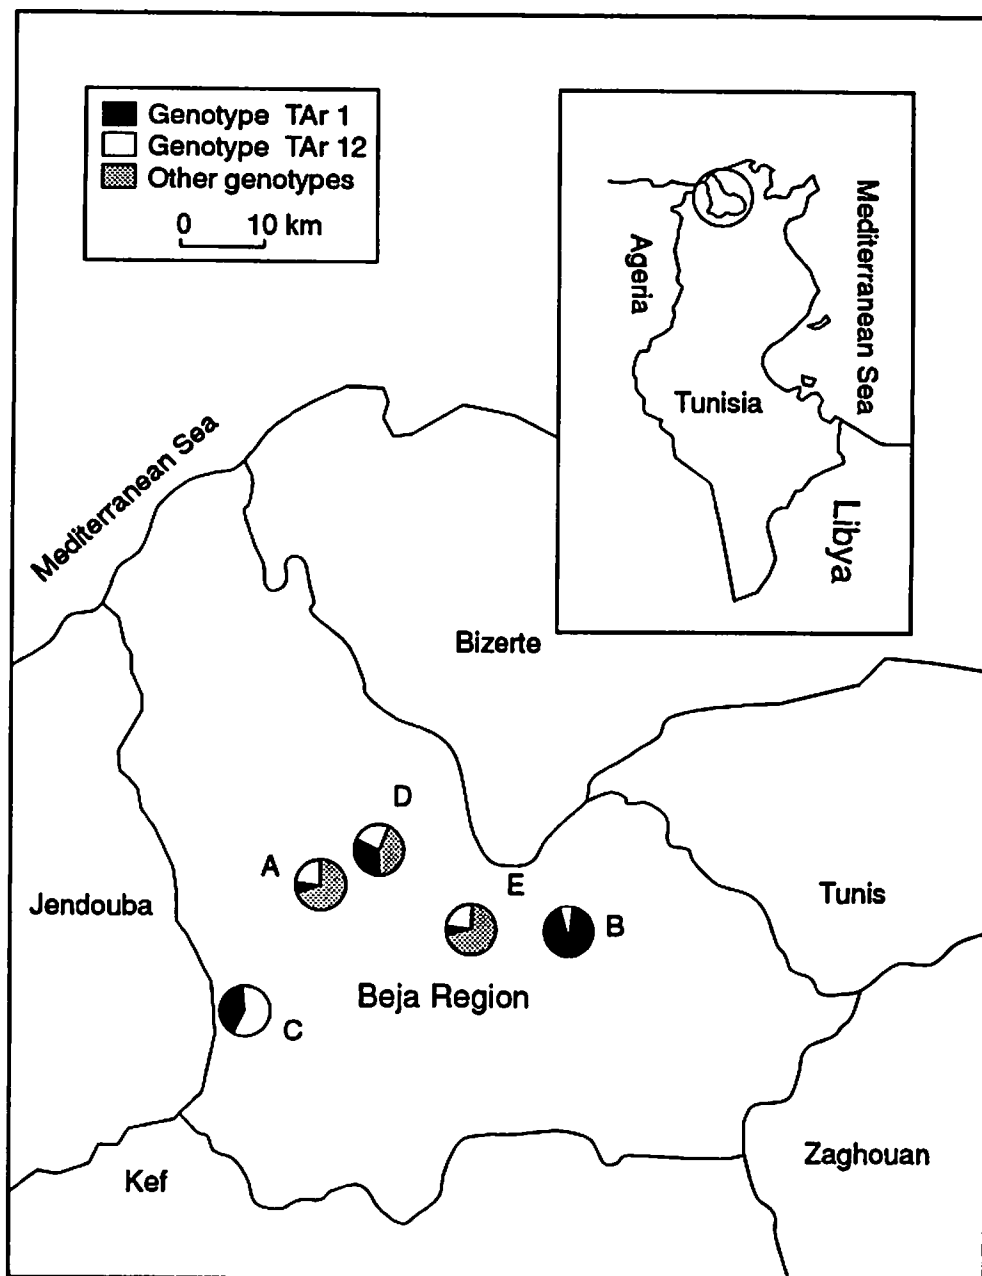 Genotype TAr 1
Genotype TAr 12
Other genotypes
0 10 km
Mediterranean Sea
Ageria
Tunisia
Libya
Mediterranean Sea
Bizerte
D
A
E
Jendouba
Tunis
B
Beja Region
C
Zaghouan
Kef